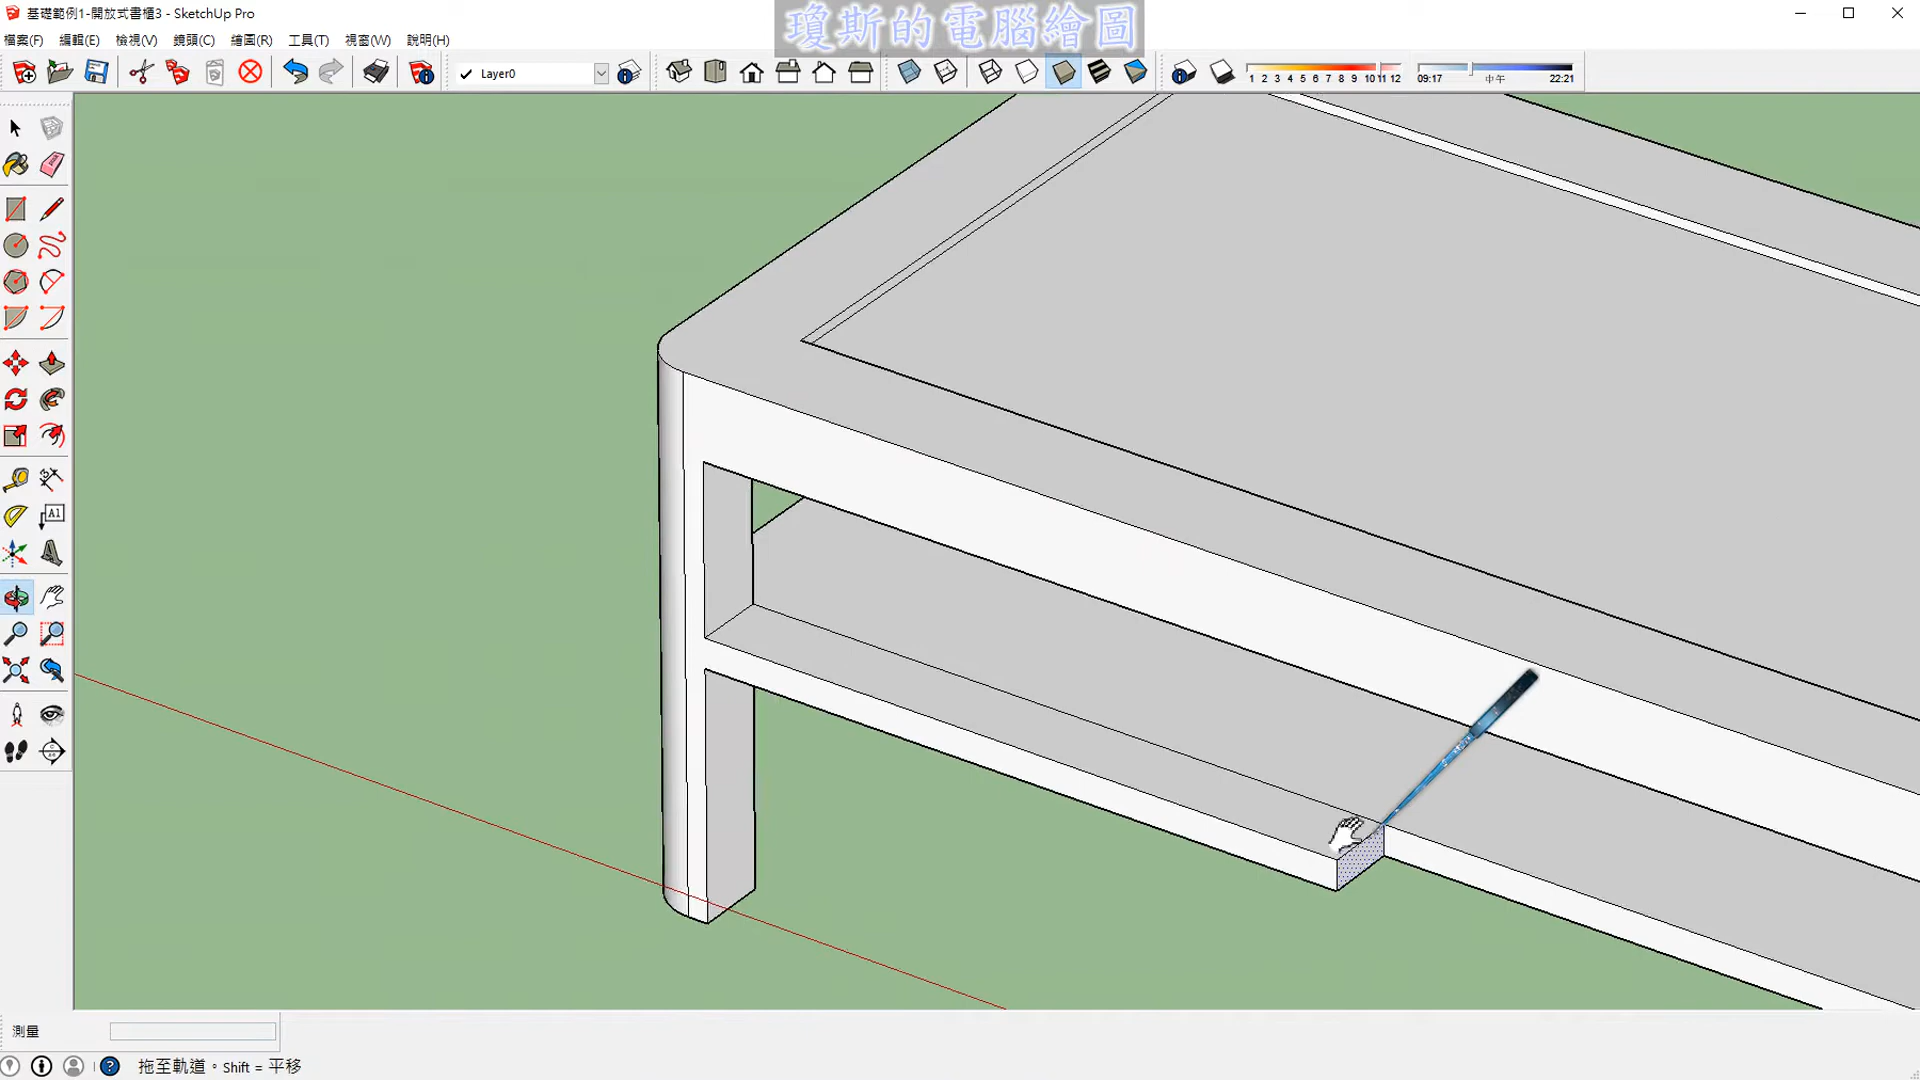 基礎範例1-開放式書櫃3 - SketchUp Pro
瓊斯的電腦繪圖
檔案(F) 編輯(E) 檢視(V) 鏡頭(C) 繪圖(R) 工具(T) 視窗(W) 說明(H)
Layer0
1 2 3 4 5 6 7 8 9 10 11 12
09:17 中午 22:21
A1
測量
拖至軌道。Shift = 平移